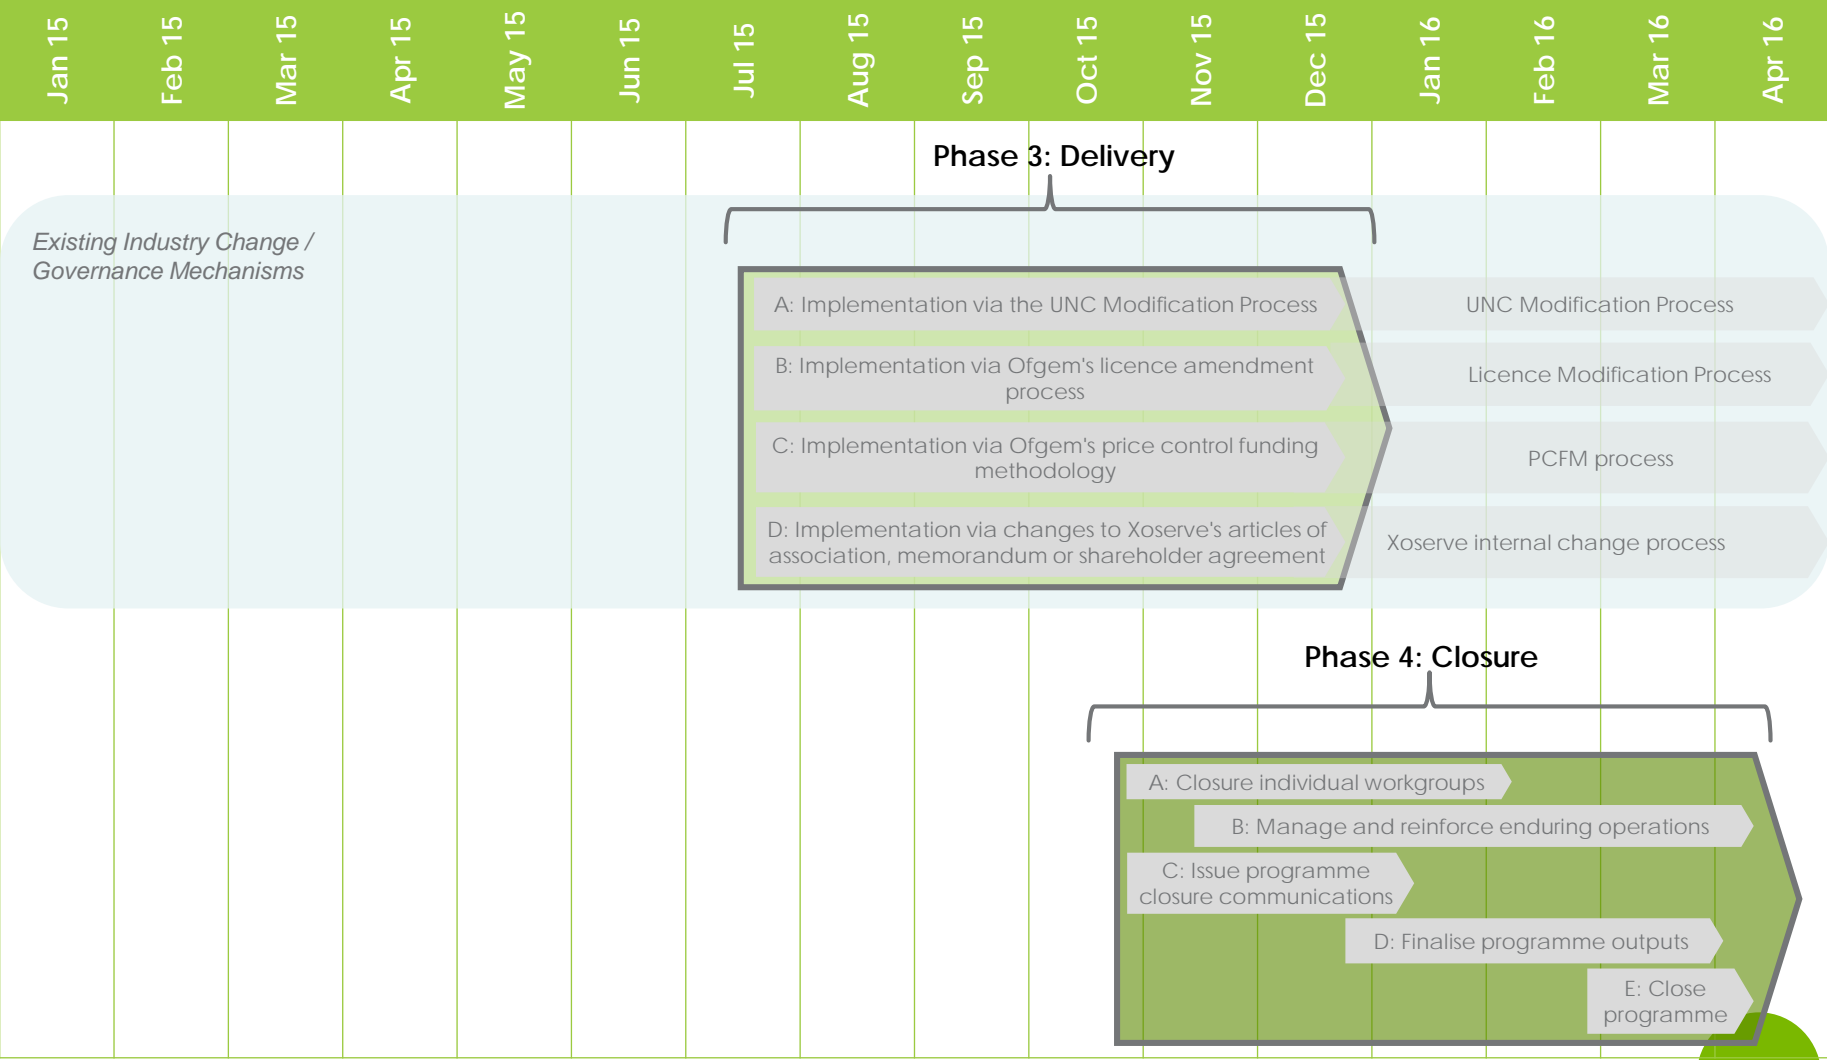 Jan 15
Feb 15
Mar 15
Apr 15
May 15
Jun 15
Jul 15
Aug 15
Sep 15
Oct 15
Nov 15
Dec 15
Jan 16
Feb 16
Mar 16
Apr 16
Phase 3: Delivery
Existing Industry Change /
Governance Mechanisms
A: Implementation via the UNC Modification Process
UNC Modification Process
B: Implementation via Ofgem's licence amendment
process
Licence Modification Process
C: Implementation via Ofgem's price control funding
methodology
PCFM process
D: Implementation via changes to Xoserve's articles of
association, memorandum or shareholder agreement
Xoserve internal change process
Phase 4: Closure
A: Closure individual workgroups
B: Manage and reinforce enduring operations
C: Issue programme
closure communications
D: Finalise programme outputs
E: Close
programme